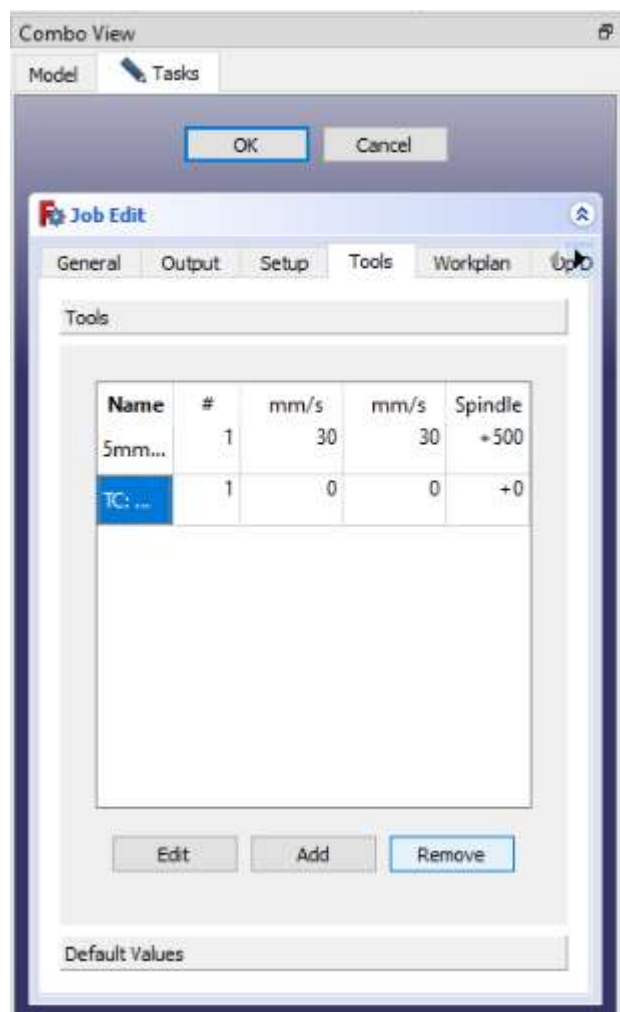 Combo View
Model Tasks
OK Cancel
Job Edit
General Output Setup Tools Workplan
Tools
Name # mm/s mm/s Spindle
5mm... 1 30 30 +500
TC: ... 1 0 0 +0
Edit Add Remove
Default Values